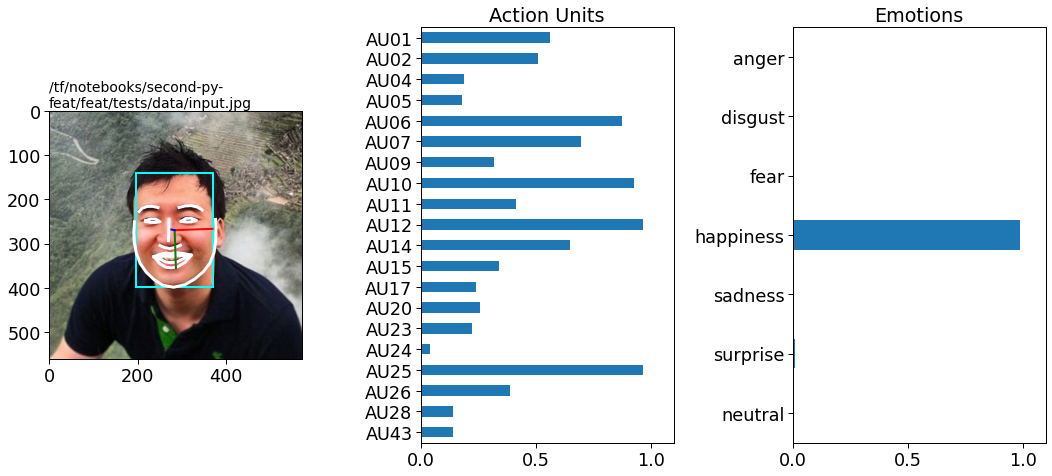 /tf/notebooks/second-py-
feat/feat/tests/data/input.jpg
0
100
200
300
400
500
0 200 400
Action Units
AU01
AU02
AU04
AU05
AU06
AU07
AU09
AU10
AU11
AU12
AU14
AU15
AU17
AU20
AU23
AU24
AU25
AU26
AU28
AU43
0.0 0.5 1.0
Emotions
anger
disgust
fear
happiness
sadness
surprise
neutral
0.0 0.5 1.0